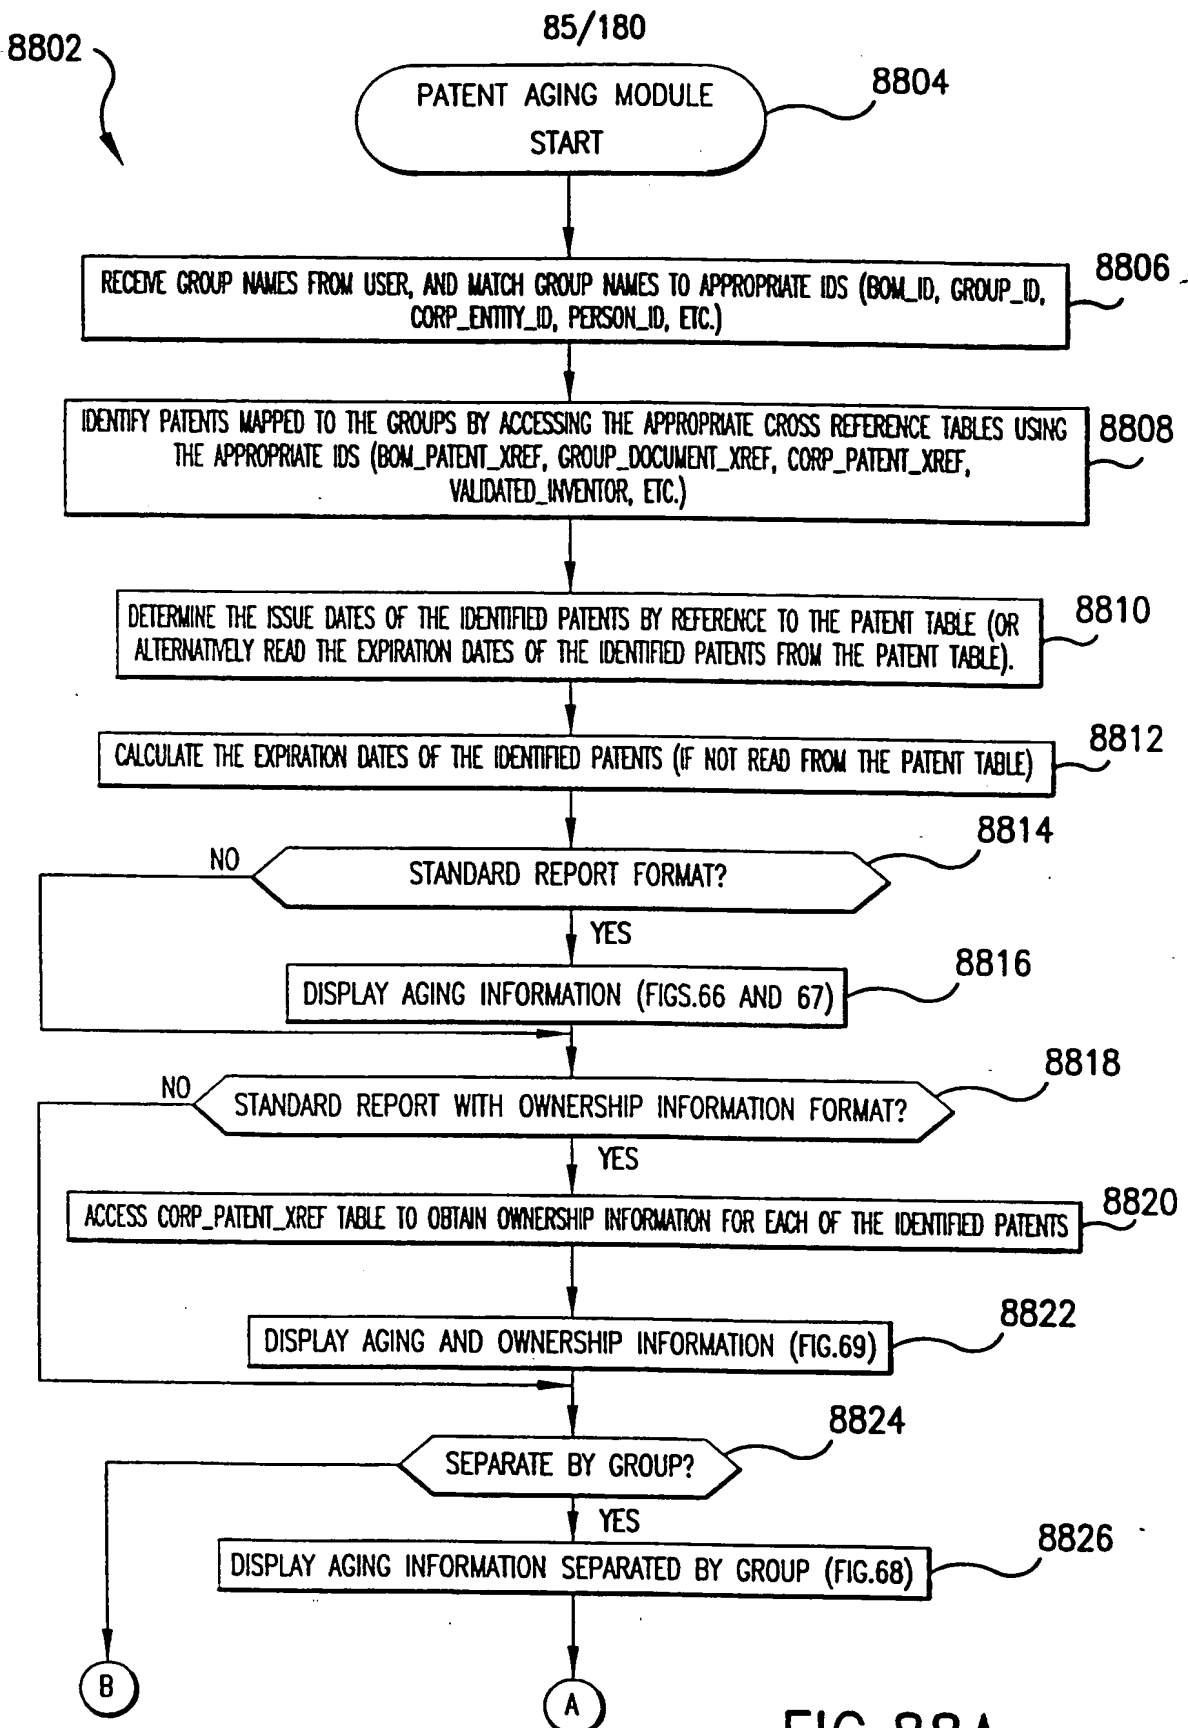 85/180
8802
PATENT AGING MODULE
START
8804
RECEIVE GROUP NAMES FROM USER, AND MATCH GROUP NAMES TO APPROPRIATE IDS (BOM_ID, GROUP_ID,
CORP_ENTITY_ID, PERSON_ID, ETC.)
8806
IDENTIFY PATENTS MAPPED TO THE GROUPS BY ACCESSING THE APPROPRIATE CROSS REFERENCE TABLES USING
THE APPROPRIATE IDS (BOM_PATENT_XREF, GROUP_DOCUMENT_XREF, CORP_PATENT_XREF,
VALIDATED_INVENTOR, ETC.)
8808
DETERMINE THE ISSUE DATES OF THE IDENTIFIED PATENTS BY REFERENCE TO THE PATENT TABLE (OR
ALTERNATIVELY READ THE EXPIRATION DATES OF THE IDENTIFIED PATENTS FROM THE PATENT TABLE).
8810
CALCULATE THE EXPIRATION DATES OF THE IDENTIFIED PATENTS (IF NOT READ FROM THE PATENT TABLE)
8812
NO
STANDARD REPORT FORMAT?
8814
YES
DISPLAY AGING INFORMATION (FIGS.66 AND 67)
8816
NO
STANDARD REPORT WITH OWNERSHIP INFORMATION FORMAT?
8818
YES
ACCESS CORP_PATENT_XREF TABLE TO OBTAIN OWNERSHIP INFORMATION FOR EACH OF THE IDENTIFIED PATENTS
8820
DISPLAY AGING AND OWNERSHIP INFORMATION (FIG.69)
8822
SEPARATE BY GROUP?
8824
YES
DISPLAY AGING INFORMATION SEPARATED BY GROUP (FIG.68)
8826
B
A
FIG.88A